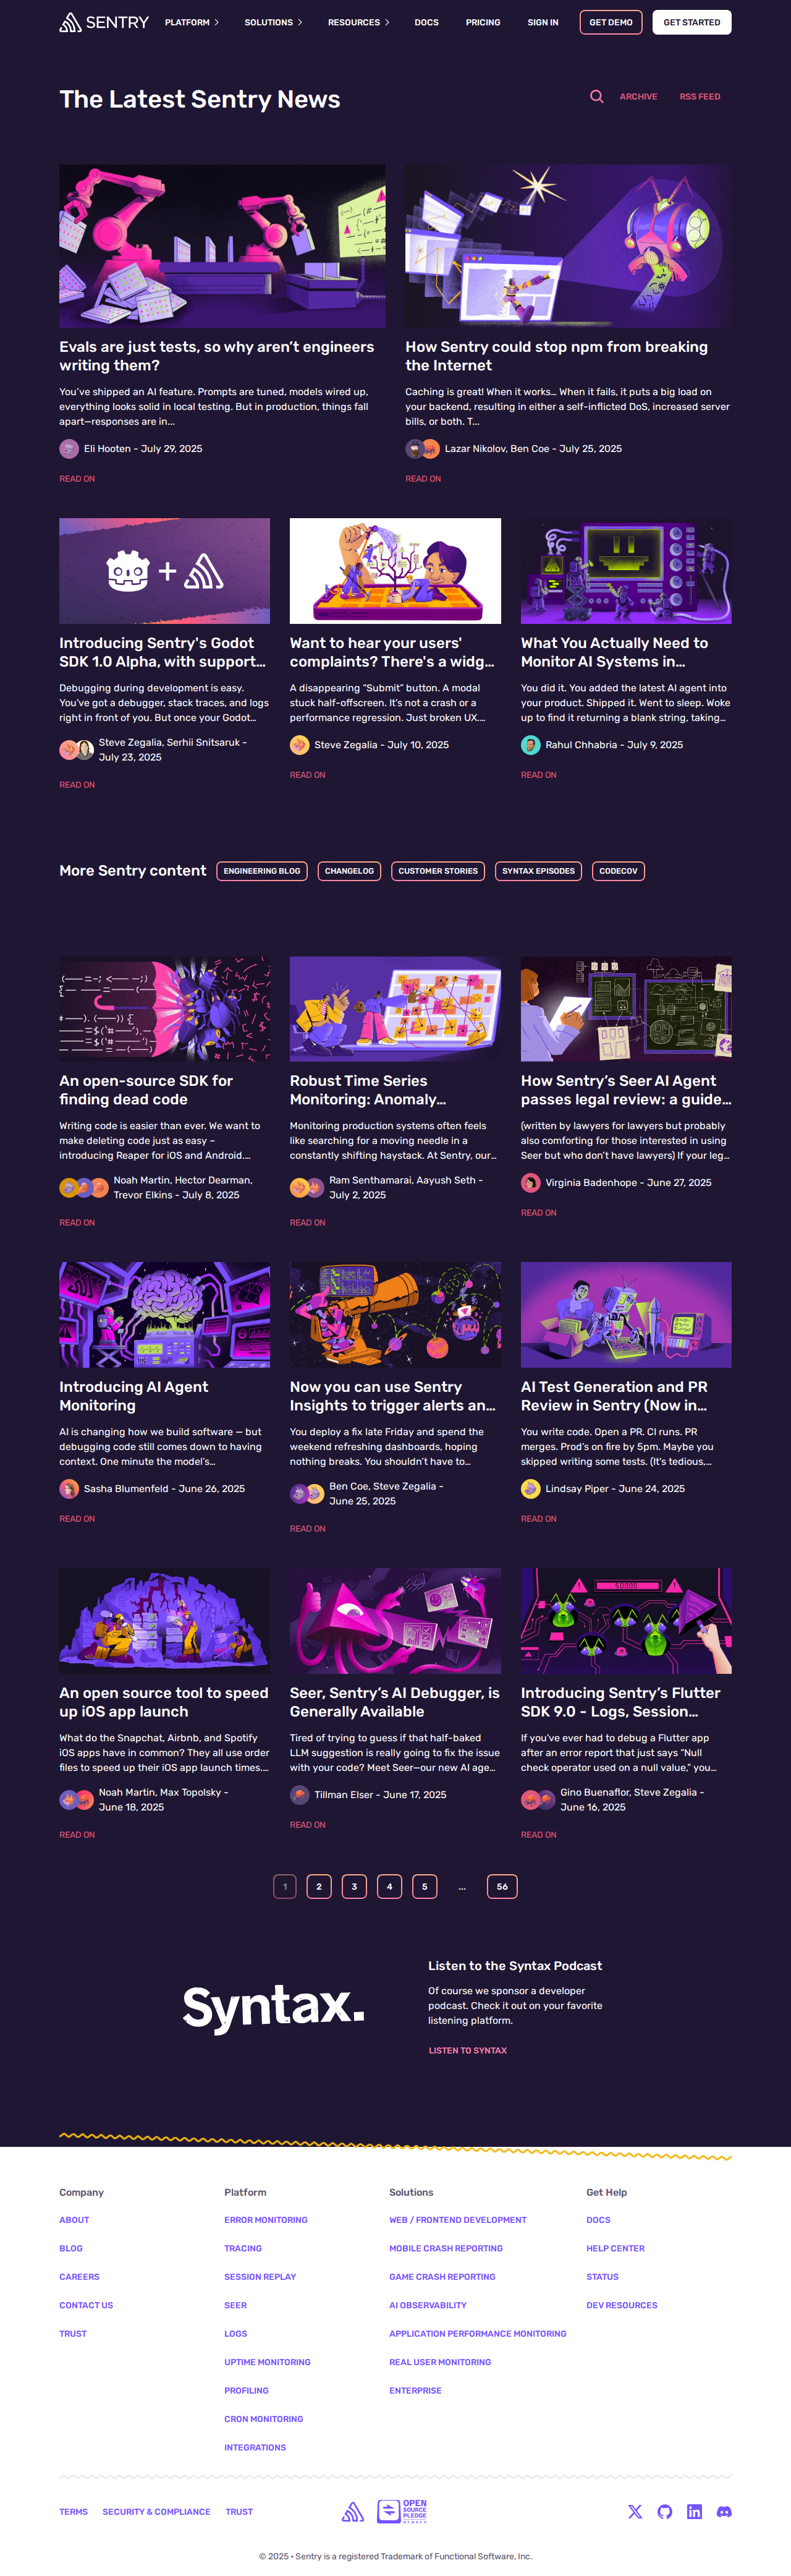 SENTRY
PLATFORM
SOLUTIONS
RESOURCES
DOCS
PRICING
SIGN IN
GET DEMO
GET STARTED
The Latest Sentry News
ARCHIVE
RSS FEED
Evals are just tests, so why aren’t engineers
writing them?
You’ve shipped an AI feature. Prompts are tuned, models wired up,
everything looks solid in local testing. But in production, things fall
apart—responses are in...
Eli Hooten - July 29, 2025
READ ON
How Sentry could stop npm from breaking
the Internet
Caching is great! When it works… When it fails, it puts a big load on
your backend, resulting in either a self-inflicted DoS, increased server
bills, or both. T...
Lazar Nikolov, Ben Coe - July 25, 2025
READ ON
Introducing Sentry's Godot
SDK 1.0 Alpha, with support…
Debugging during development is easy.
You've got a debugger, stack traces, and logs
right in front of you. But once your Godot…
Steve Zegalia, Serhii Snitsaruk -
July 23, 2025
READ ON
Want to hear your users'
complaints? There's a widg…
A disappearing “Submit” button. A modal
stuck half-offscreen. It's not a crash or a
performance regression. Just broken UX.…
Steve Zegalia - July 10, 2025
READ ON
What You Actually Need to
Monitor AI Systems in…
You did it. You added the latest AI agent into
your product. Shipped it. Went to sleep. Woke
up to find it returning a blank string, taking…
Rahul Chhabria - July 9, 2025
READ ON
More Sentry content
ENGINEERING BLOG
CHANGELOG
CUSTOMER STORIES
SYNTAX EPISODES
CODECOV
An open-source SDK for
finding dead code
Writing code is easier than ever. We want to
make deleting code just as easy –
introducing Reaper for iOS and Android.…
Noah Martin, Hector Dearman,
Trevor Elkins - July 8, 2025
READ ON
Robust Time Series
Monitoring: Anomaly…
Monitoring production systems often feels
like searching for a moving needle in a
constantly shifting haystack. At Sentry, our…
Ram Senthamarai, Aayush Seth -
July 2, 2025
READ ON
How Sentry’s Seer AI Agent
passes legal review: a guide…
(written by lawyers for lawyers but probably
also comforting for those interested in using
Seer but who don’t have lawyers) If your leg…
Virginia Badenhope - June 27, 2025
READ ON
Introducing AI Agent
Monitoring
AI is changing how we build software — but
debugging code still comes down to having
context. One minute the model’s…
Sasha Blumenfeld - June 26, 2025
READ ON
Now you can use Sentry
Insights to trigger alerts an…
You deploy a fix late Friday and spend the
weekend refreshing dashboards, hoping
nothing breaks. You shouldn’t have to…
Ben Coe, Steve Zegalia -
June 25, 2025
READ ON
AI Test Generation and PR
Review in Sentry (Now in…
You write code. Open a PR. CI runs. PR
merges. Prod’s on fire by 5pm. Maybe you
skipped writing some tests. (It's tedious,…
Lindsay Piper - June 24, 2025
READ ON
An open source tool to speed
up iOS app launch
What do the Snapchat, Airbnb, and Spotify
iOS apps have in common? They all use order
files to speed up their iOS app launch times.…
Noah Martin, Max Topolsky -
June 18, 2025
READ ON
Seer, Sentry’s AI Debugger, is
Generally Available
Tired of trying to guess if that half-baked
LLM suggestion is really going to fix the issue
with your code? Meet Seer—our new AI age…
Tillman Elser - June 17, 2025
READ ON
Introducing Sentry’s Flutter
SDK 9.0 - Logs, Session…
If you've ever had to debug a Flutter app
after an error report that just says “Null
check operator used on a null value,” you…
Gino Buenaflor, Steve Zegalia -
June 16, 2025
READ ON
1
2
3
4
5
...
56
Syntax.
Listen to the Syntax Podcast
Of course we sponsor a developer
podcast. Check it out on your favorite
listening platform.
LISTEN TO SYNTAX
Company
ABOUT
BLOG
CAREERS
CONTACT US
TRUST
Platform
ERROR MONITORING
TRACING
SESSION REPLAY
SEER
LOGS
UPTIME MONITORING
PROFILING
CRON MONITORING
INTEGRATIONS
Solutions
WEB / FRONTEND DEVELOPMENT
MOBILE CRASH REPORTING
GAME CRASH REPORTING
AI OBSERVABILITY
APPLICATION PERFORMANCE MONITORING
REAL USER MONITORING
ENTERPRISE
Get Help
DOCS
HELP CENTER
STATUS
DEV RESOURCES
TERMS
SECURITY & COMPLIANCE
TRUST
OPEN
SOURCE
PLEDGE
MEMBER
© 2025 • Sentry is a registered Trademark of Functional Software, Inc.